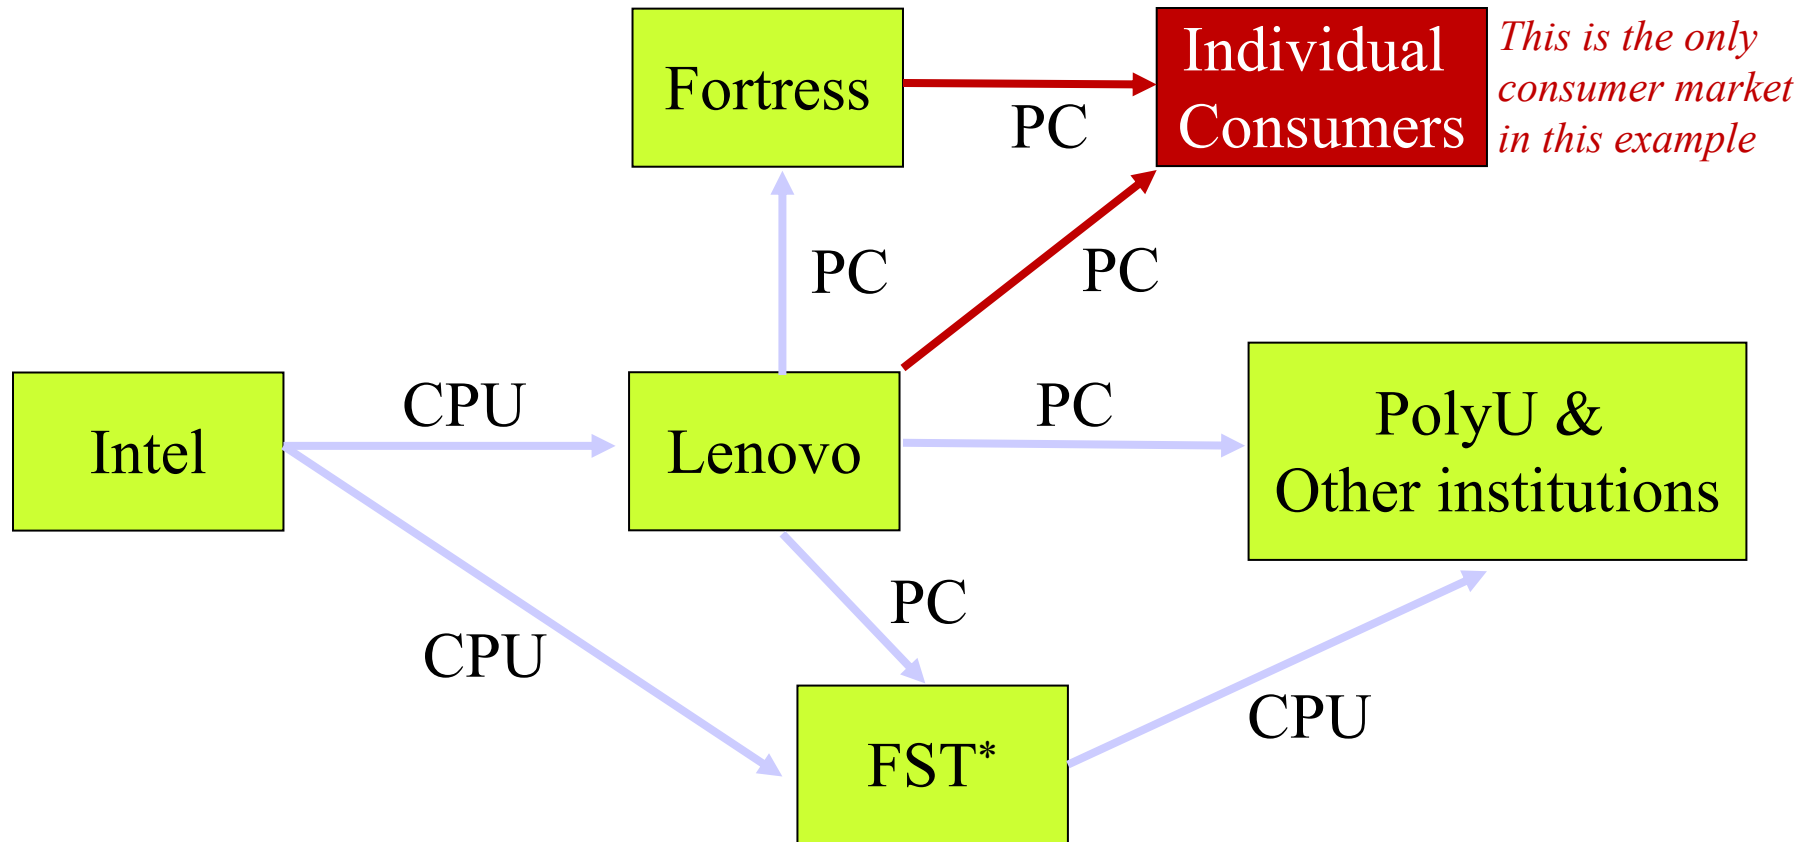 Fortress
Individual
Consumers
This is the only
consumer market
in this example
PC
PC
PC
Intel
CPU
Lenovo
PC
PolyU &
Other institutions
CPU
PC
FST*
CPU